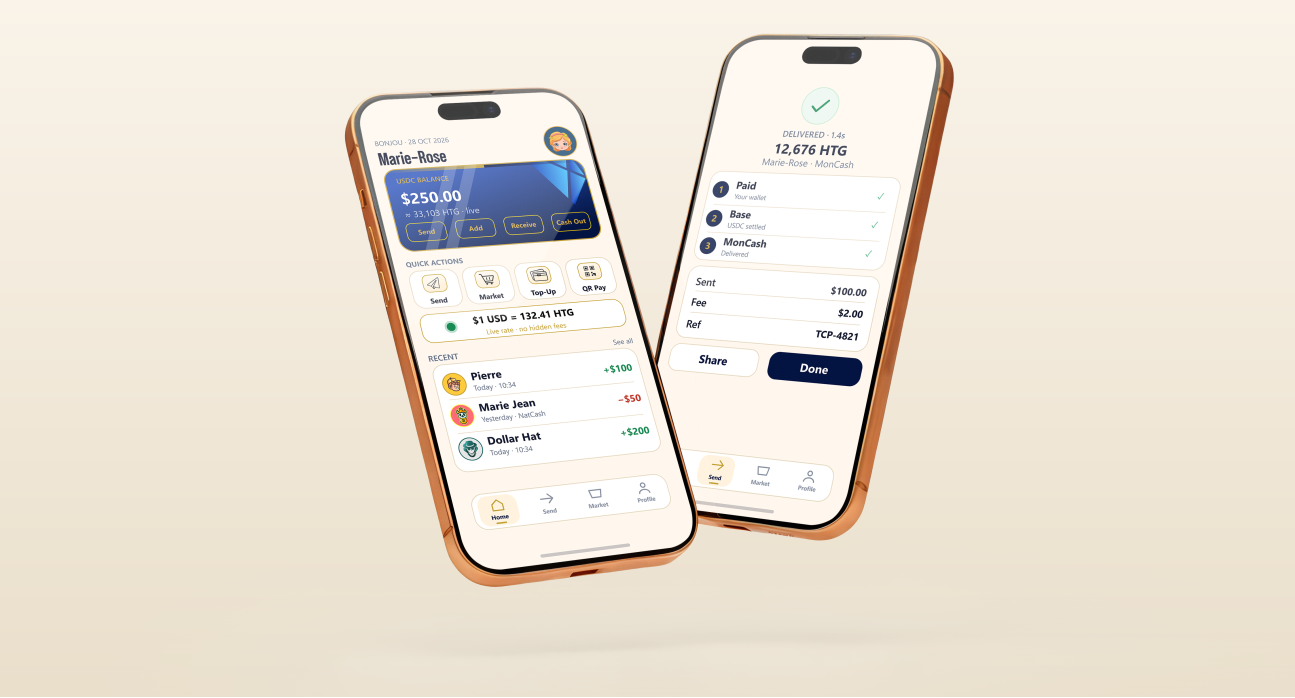 BONJOU · 28 OCT 2026
Marie-Rose
USDC BALANCE
$250.00
≈ 33,103 HTG · live
Send Add Receive Cash Out
QUICK ACTIONS
Send Market Top-Up QR Pay
$1 USD = 132.41 HTG
Live rate · no hidden fees
RECENT See all
Pierre +$100
Today · 10:34
Marie Jean −$50
Yesterday · NatCash
Dollar Hat +$200
Today · 10:34
Home Send Market Profile
DELIVERED · 1.4s
12,676 HTG
Marie-Rose · MonCash
1 Paid ✓
Your wallet
2 Base ✓
USDC settled
3 MonCash ✓
Delivered
Sent $100.00
Fee $2.00
Ref TCP-4821
Share Done
Send Market Profile